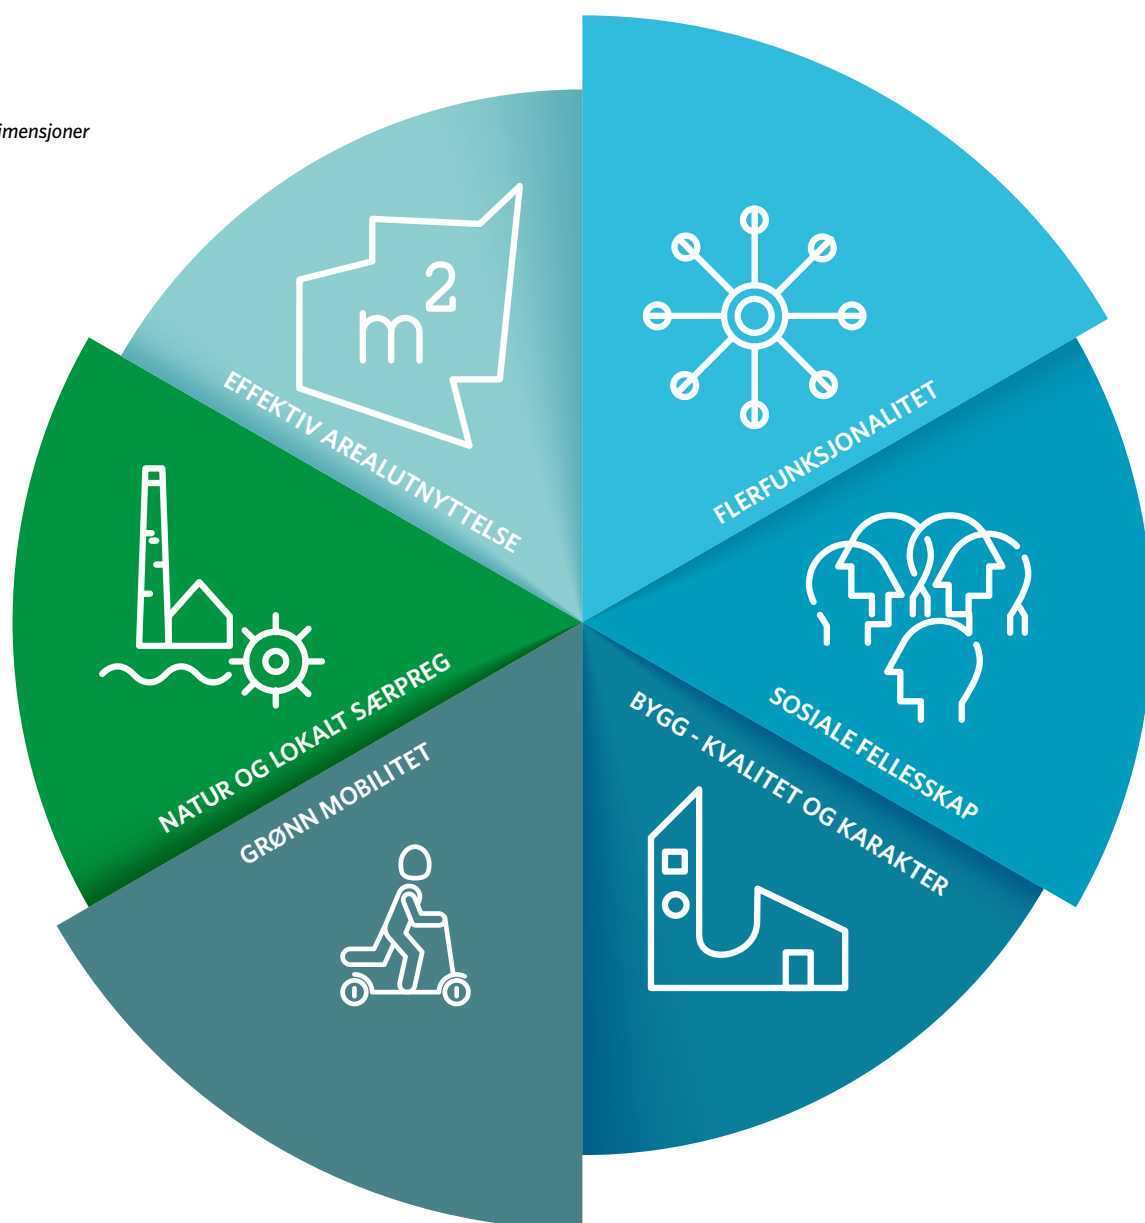 imensjoner
m²
EFFEKTIV AREALUTNYTTELSE
FLERFUNKSJONALITET
SOSIALE FELLESSKAP
BYGG - KVALITET OG KARAKTER
GRØNN MOBILITET
NATUR OG LOKALT SÆRPREG